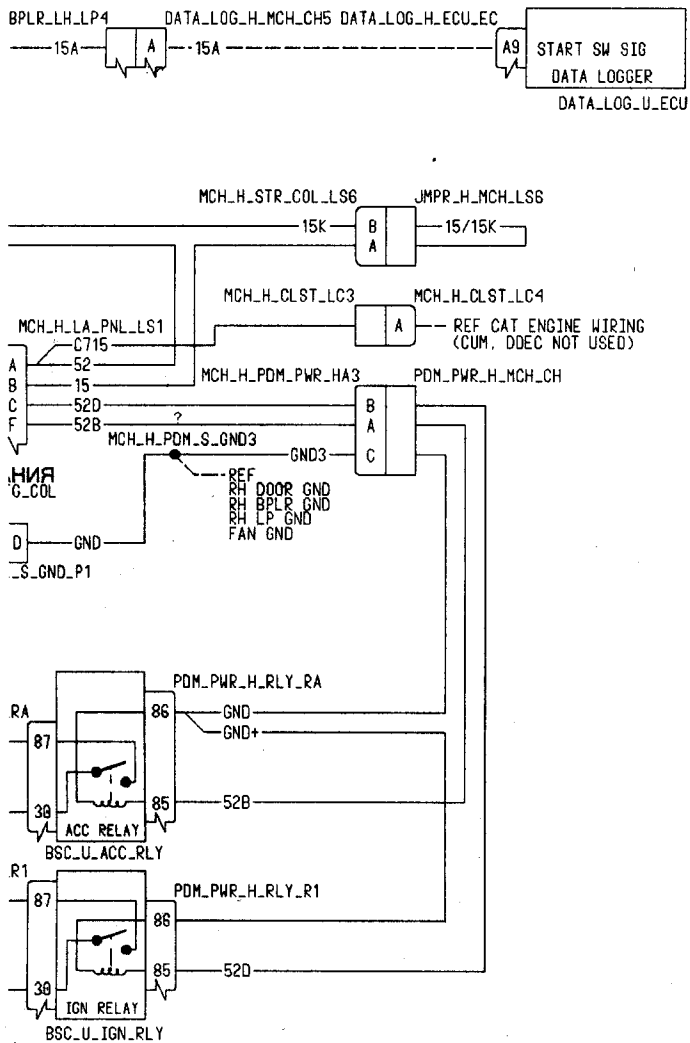 BPLR_LH_LP4 DATA_LOG_H_MCH_CH5 DATA_LOG_H_ECU_EC
15A A 15A A9 START SW SIG
DATA LOGGER
DATA_LOG_U_ECU
MCH_H_STR_COL_LS6 JMPR_H_MCH_LS6
15K B 15/15K
A
MCH_H_CLST_LC3 MCH_H_CLST_LC4
A REF CAT ENGINE WIRING
(CUM, DDEC NOT USED)
MCH_H_LA_PNL_LS1
C715
A 52
B 15
C 52D
F 52B
MCH_H_PDM_PWR_HA3 PDM_PWR_H_MCH_CH
B
A
C
?
MCH_H_PDM_S_GND3
GND3
REF
RH DOOR GND
RH BPLR GND
RH LP GND
FAN GND
G_COL
D GND
_S_GND_P1
PDM_PWR_H_RLY_RA
RA
86 GND
GND+
87
30
85 52B
ACC RELAY
BSC_U_ACC_RLY
R1
PDM_PWR_H_RLY_R1
87
86
30
85 52D
IGN RELAY
BSC_U_IGN_RLY